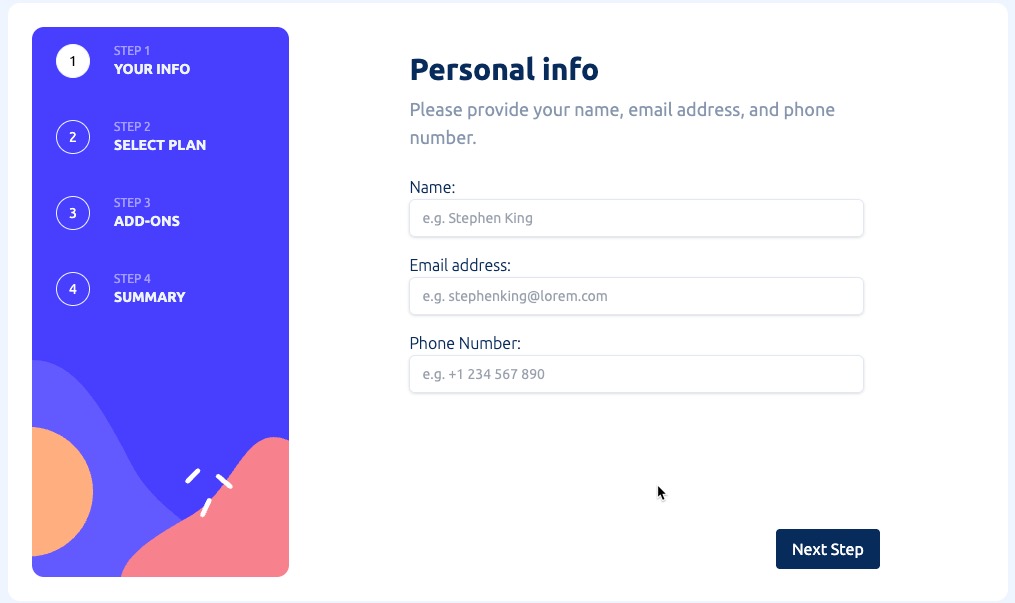 1
STEP 1
YOUR INFO
2
STEP 2
SELECT PLAN
3
STEP 3
ADD-ONS
4
STEP 4
SUMMARY
Personal info
Please provide your name, email address, and phone
number.
Name:
e.g. Stephen King
Email address:
e.g. stephenking@lorem.com
Phone Number:
e.g. +1 234 567 890
Next Step